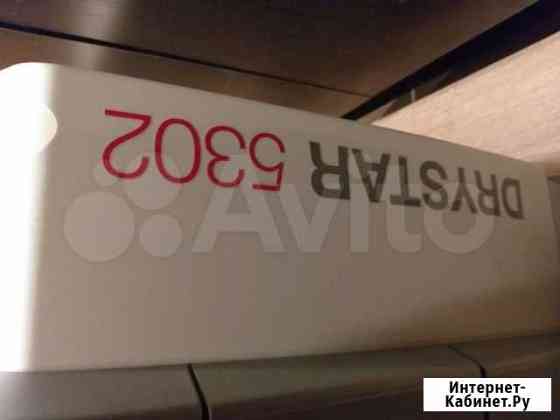 DRYSTAR 5302
Avito
Интернет-
Кабинет.Ру